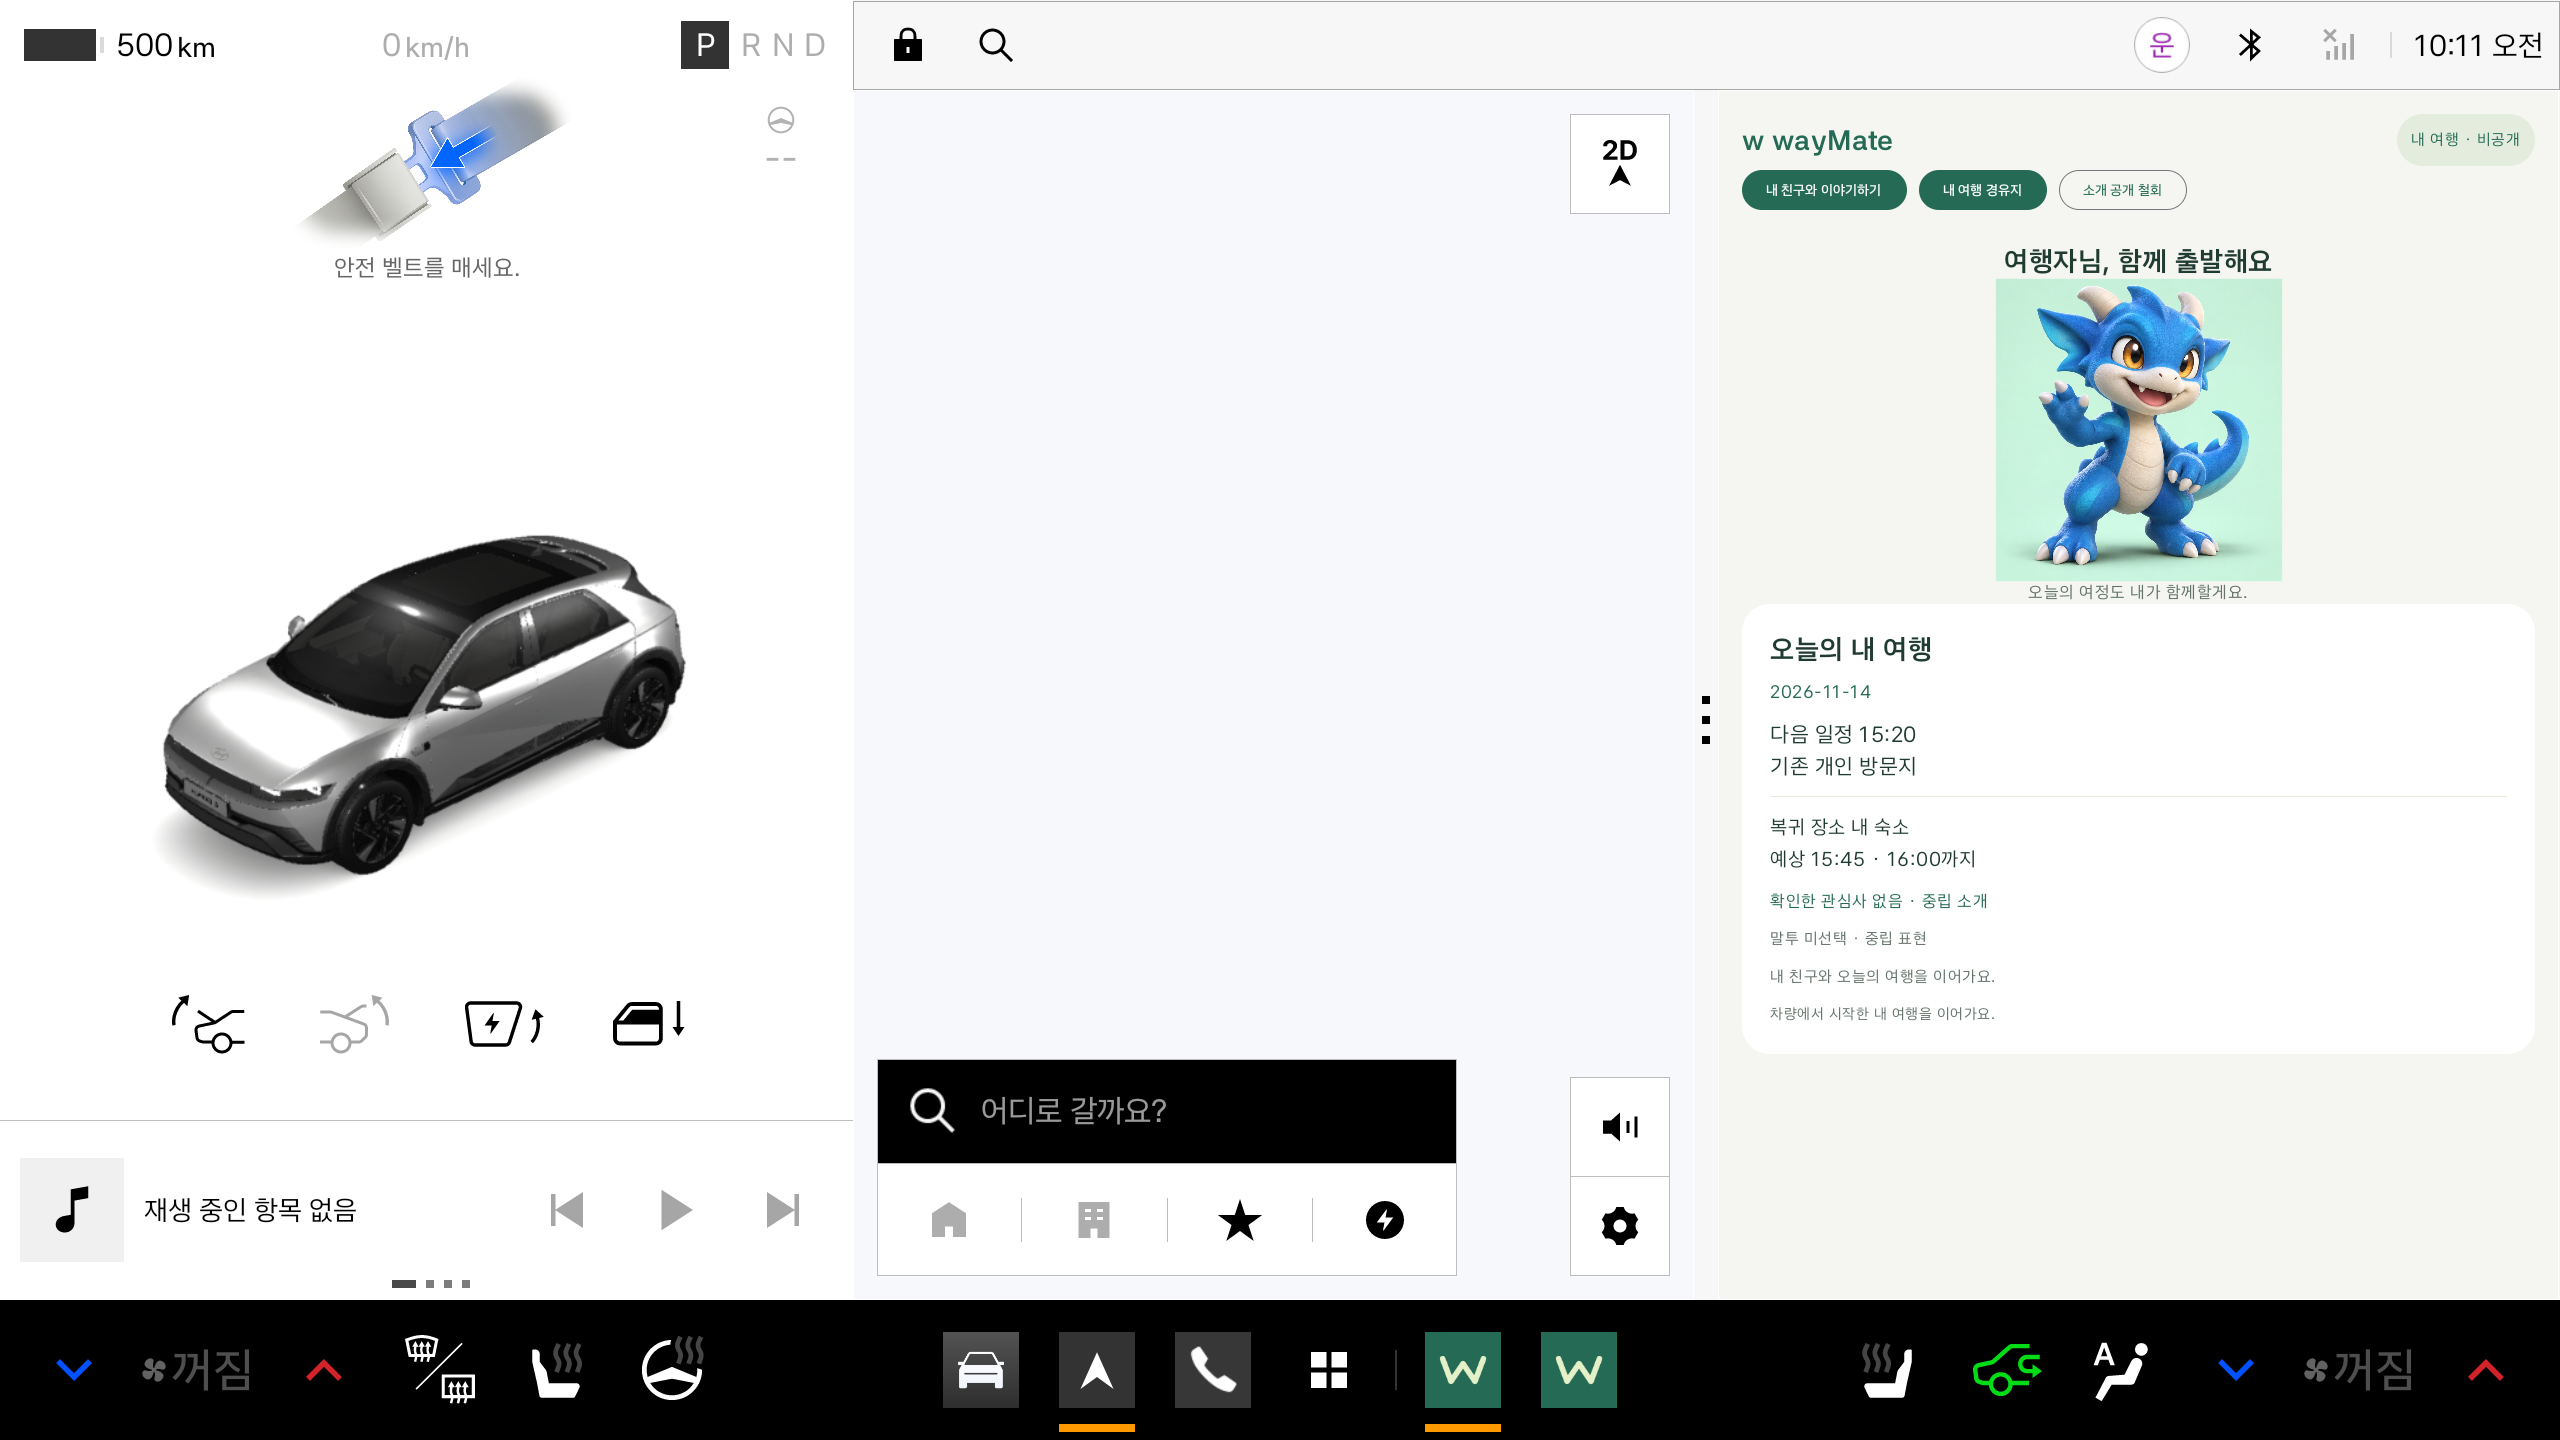 500 km
0 km/h
P R N D
운
10:11 오전
안전 벨트를 매세요.
재생 중인 항목 없음
2D
어디로 갈까요?
w wayMate
내 여행 · 비공개
내 친구와 이야기하기
내 여행 경유지
소개 공개 철회
여행자님, 함께 출발해요
오늘의 여정도 내가 함께할게요.
오늘의 내 여행
2026-11-14
다음 일정 15:20
기존 개인 방문지
복귀 장소 내 숙소
예상 15:45 · 16:00까지
확인한 관심사 없음 · 중립 소개
말투 미선택 · 중립 표현
내 친구와 오늘의 여행을 이어가요.
차량에서 시작한 내 여행을 이어가요.
꺼짐
W
W
A
꺼짐